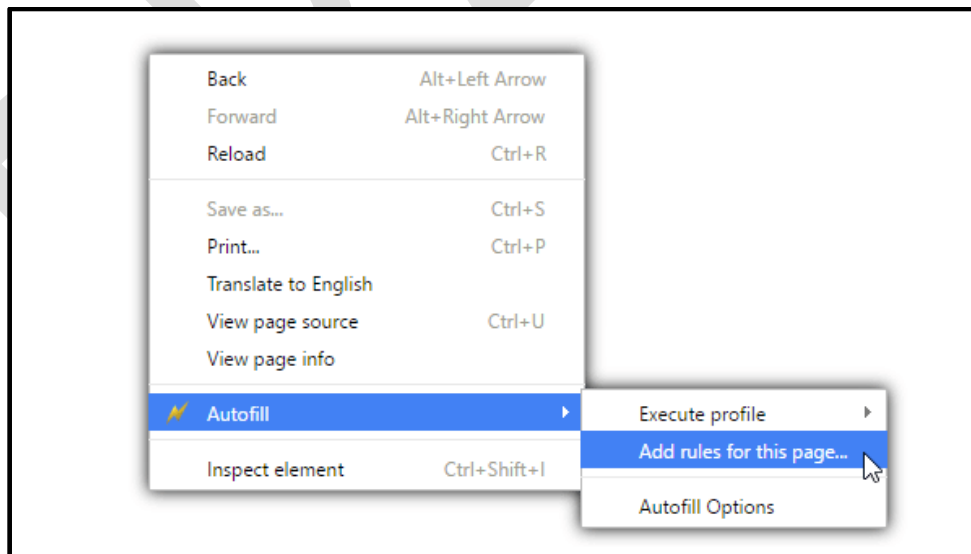 Back Alt+Left Arrow
Forward Alt+Right Arrow
Reload Ctrl+R
Save as... Ctrl+S
Print... Ctrl+P
Translate to English
View page source Ctrl+U
View page info
Autofill
Inspect element Ctrl+Shift+I
Execute profile
Add rules for this page...
Autofill Options